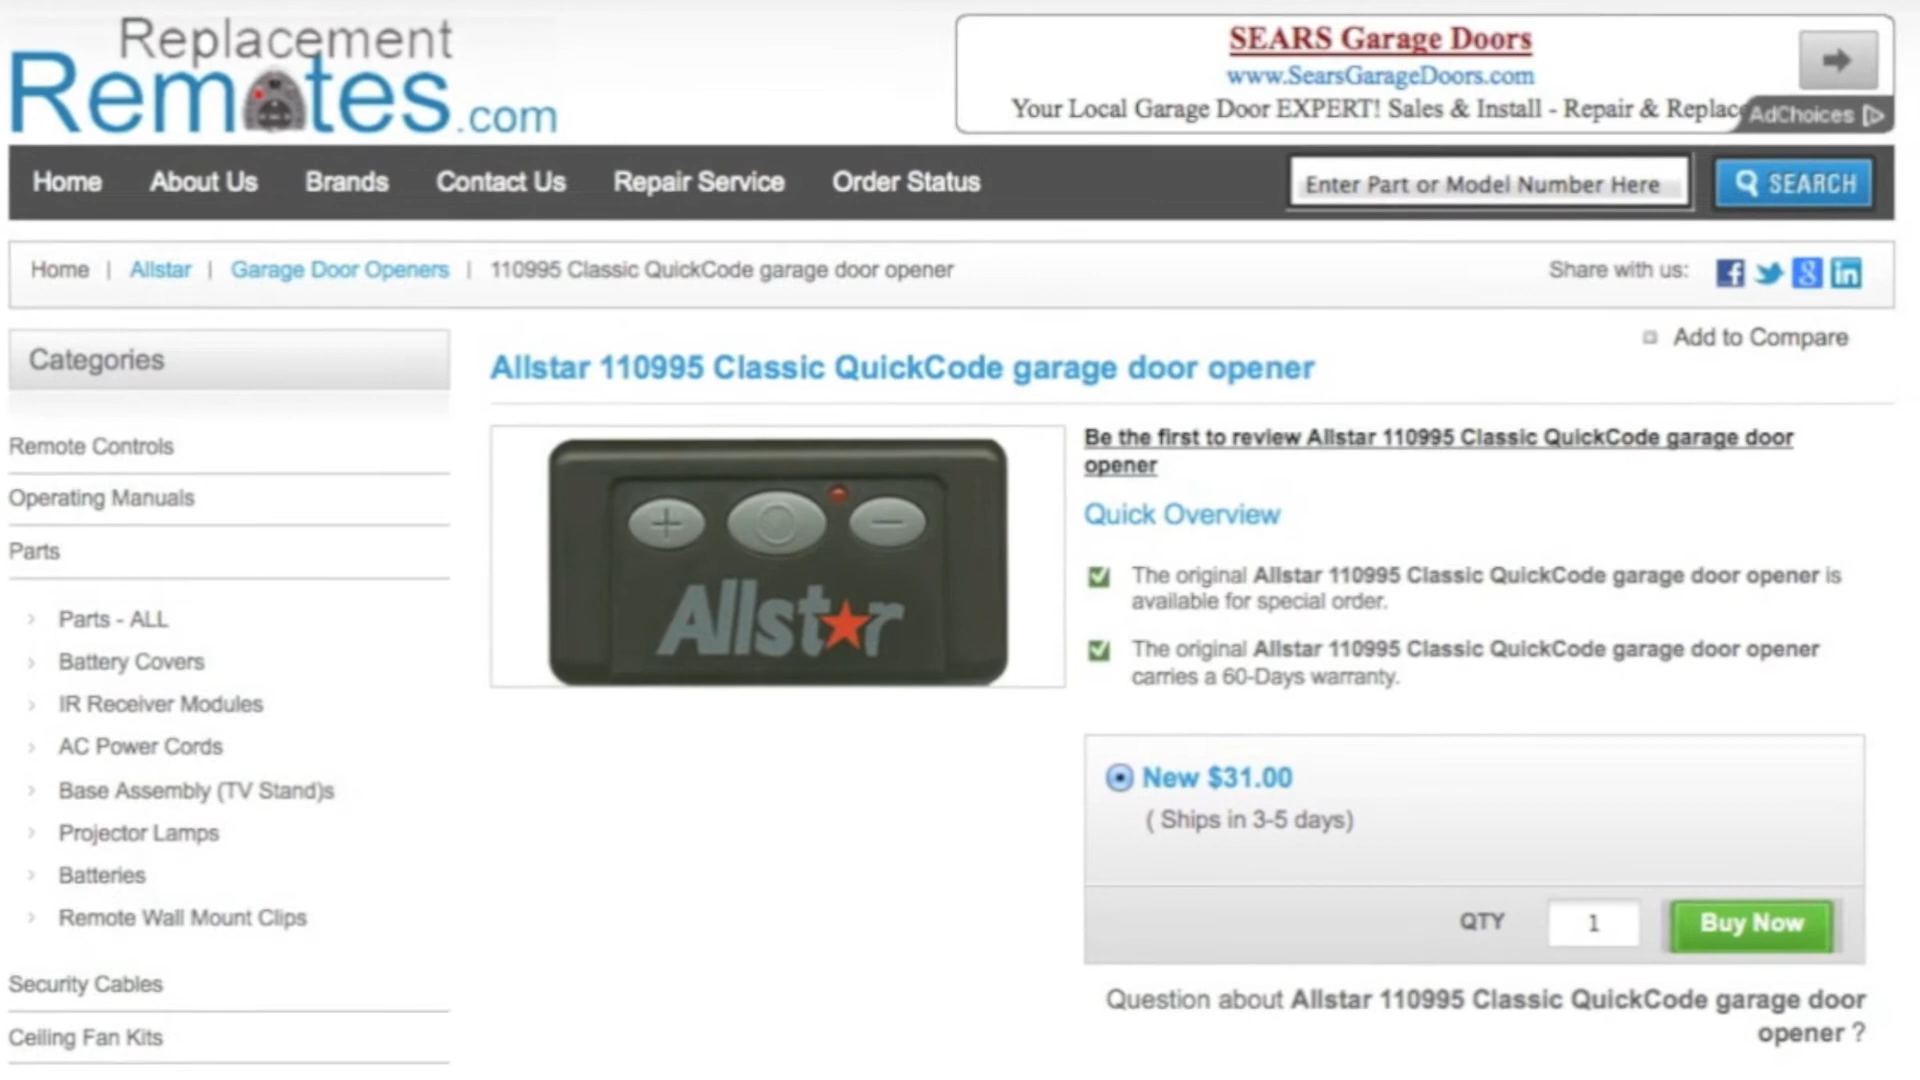 Replacement
Remotes.com
SEARS Garage Doors
www.SearsGarageDoors.com
Your Local Garage Door EXPERT! Sales & Install - Repair & Replac
AdChoices
Home About Us Brands Contact Us Repair Service Order Status
Enter Part or Model Number Here
SEARCH
Home | Allstar | Garage Door Openers | 110995 Classic QuickCode garage door opener
Share with us:
Add to Compare
Categories
Remote Controls
Operating Manuals
Parts
Parts - ALL
Battery Covers
IR Receiver Modules
AC Power Cords
Base Assembly (TV Stand)s
Projector Lamps
Batteries
Remote Wall Mount Clips
Security Cables
Ceiling Fan Kits
Allstar 110995 Classic QuickCode garage door opener
Allstar
Be the first to review Allstar 110995 Classic QuickCode garage door
opener
Quick Overview
The original Allstar 110995 Classic QuickCode garage door opener is
available for special order.
The original Allstar 110995 Classic QuickCode garage door opener
carries a 60-Days warranty.
New $31.00
( Ships in 3-5 days)
QTY 1 Buy Now
Question about Allstar 110995 Classic QuickCode garage door
opener ?